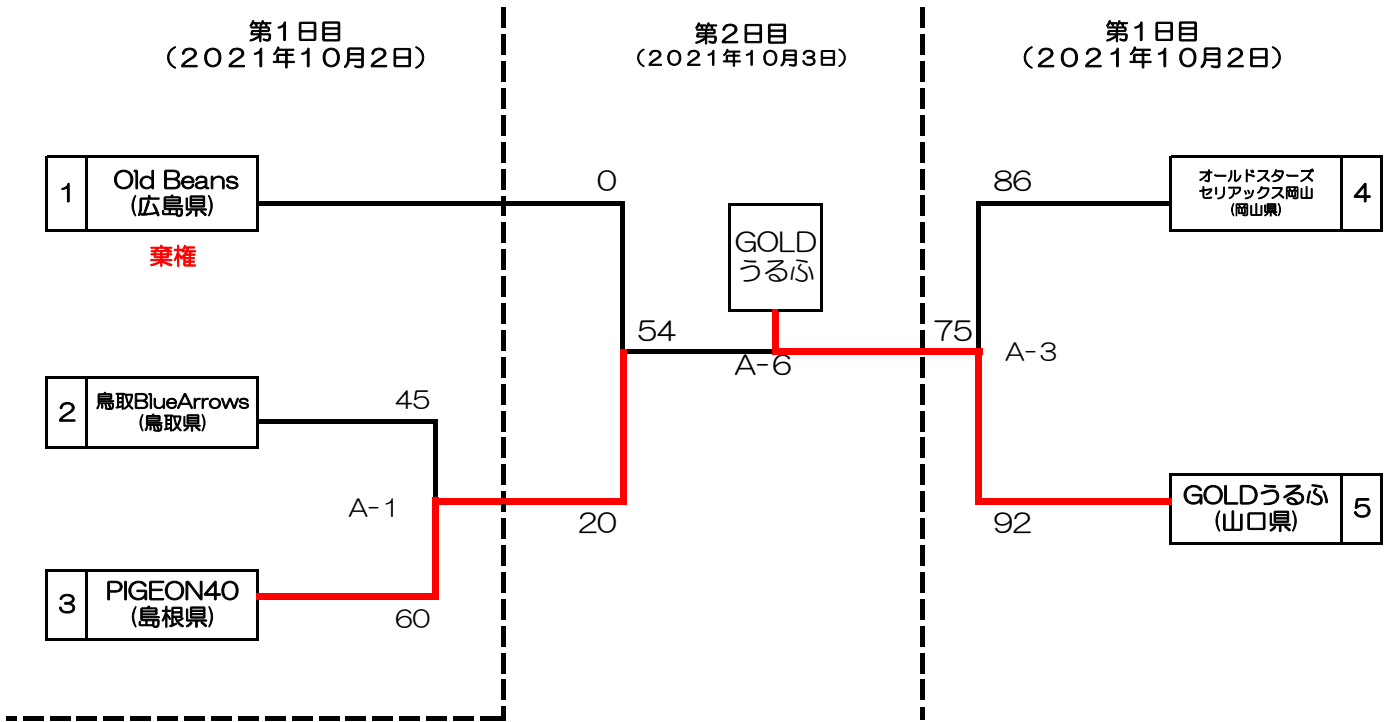 第1日目
（2021年10月2日）
第2日目
（2021年10月3日）
第1日目
（2021年10月2日）
1
Old Beans
(広島県)
棄権
0
GOLD
うるふ
86
オールドスターズ
セリアックス岡山
(岡山県)
4
54
75
A-6
A-3
2
鳥取BlueArrows
(鳥取県)
45
A-1
20
92
GOLDうるふ
(山口県)
5
3
PIGEON40
(島根県)
60